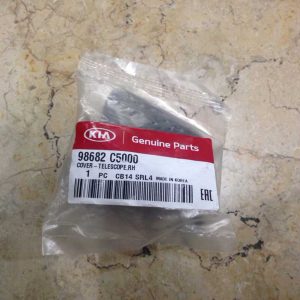 KIA Genuine Parts
98682 C5000
COVER-TELESCOPE,RH
1 PC CB14 SRL4 MADE IN KOREA
EAC